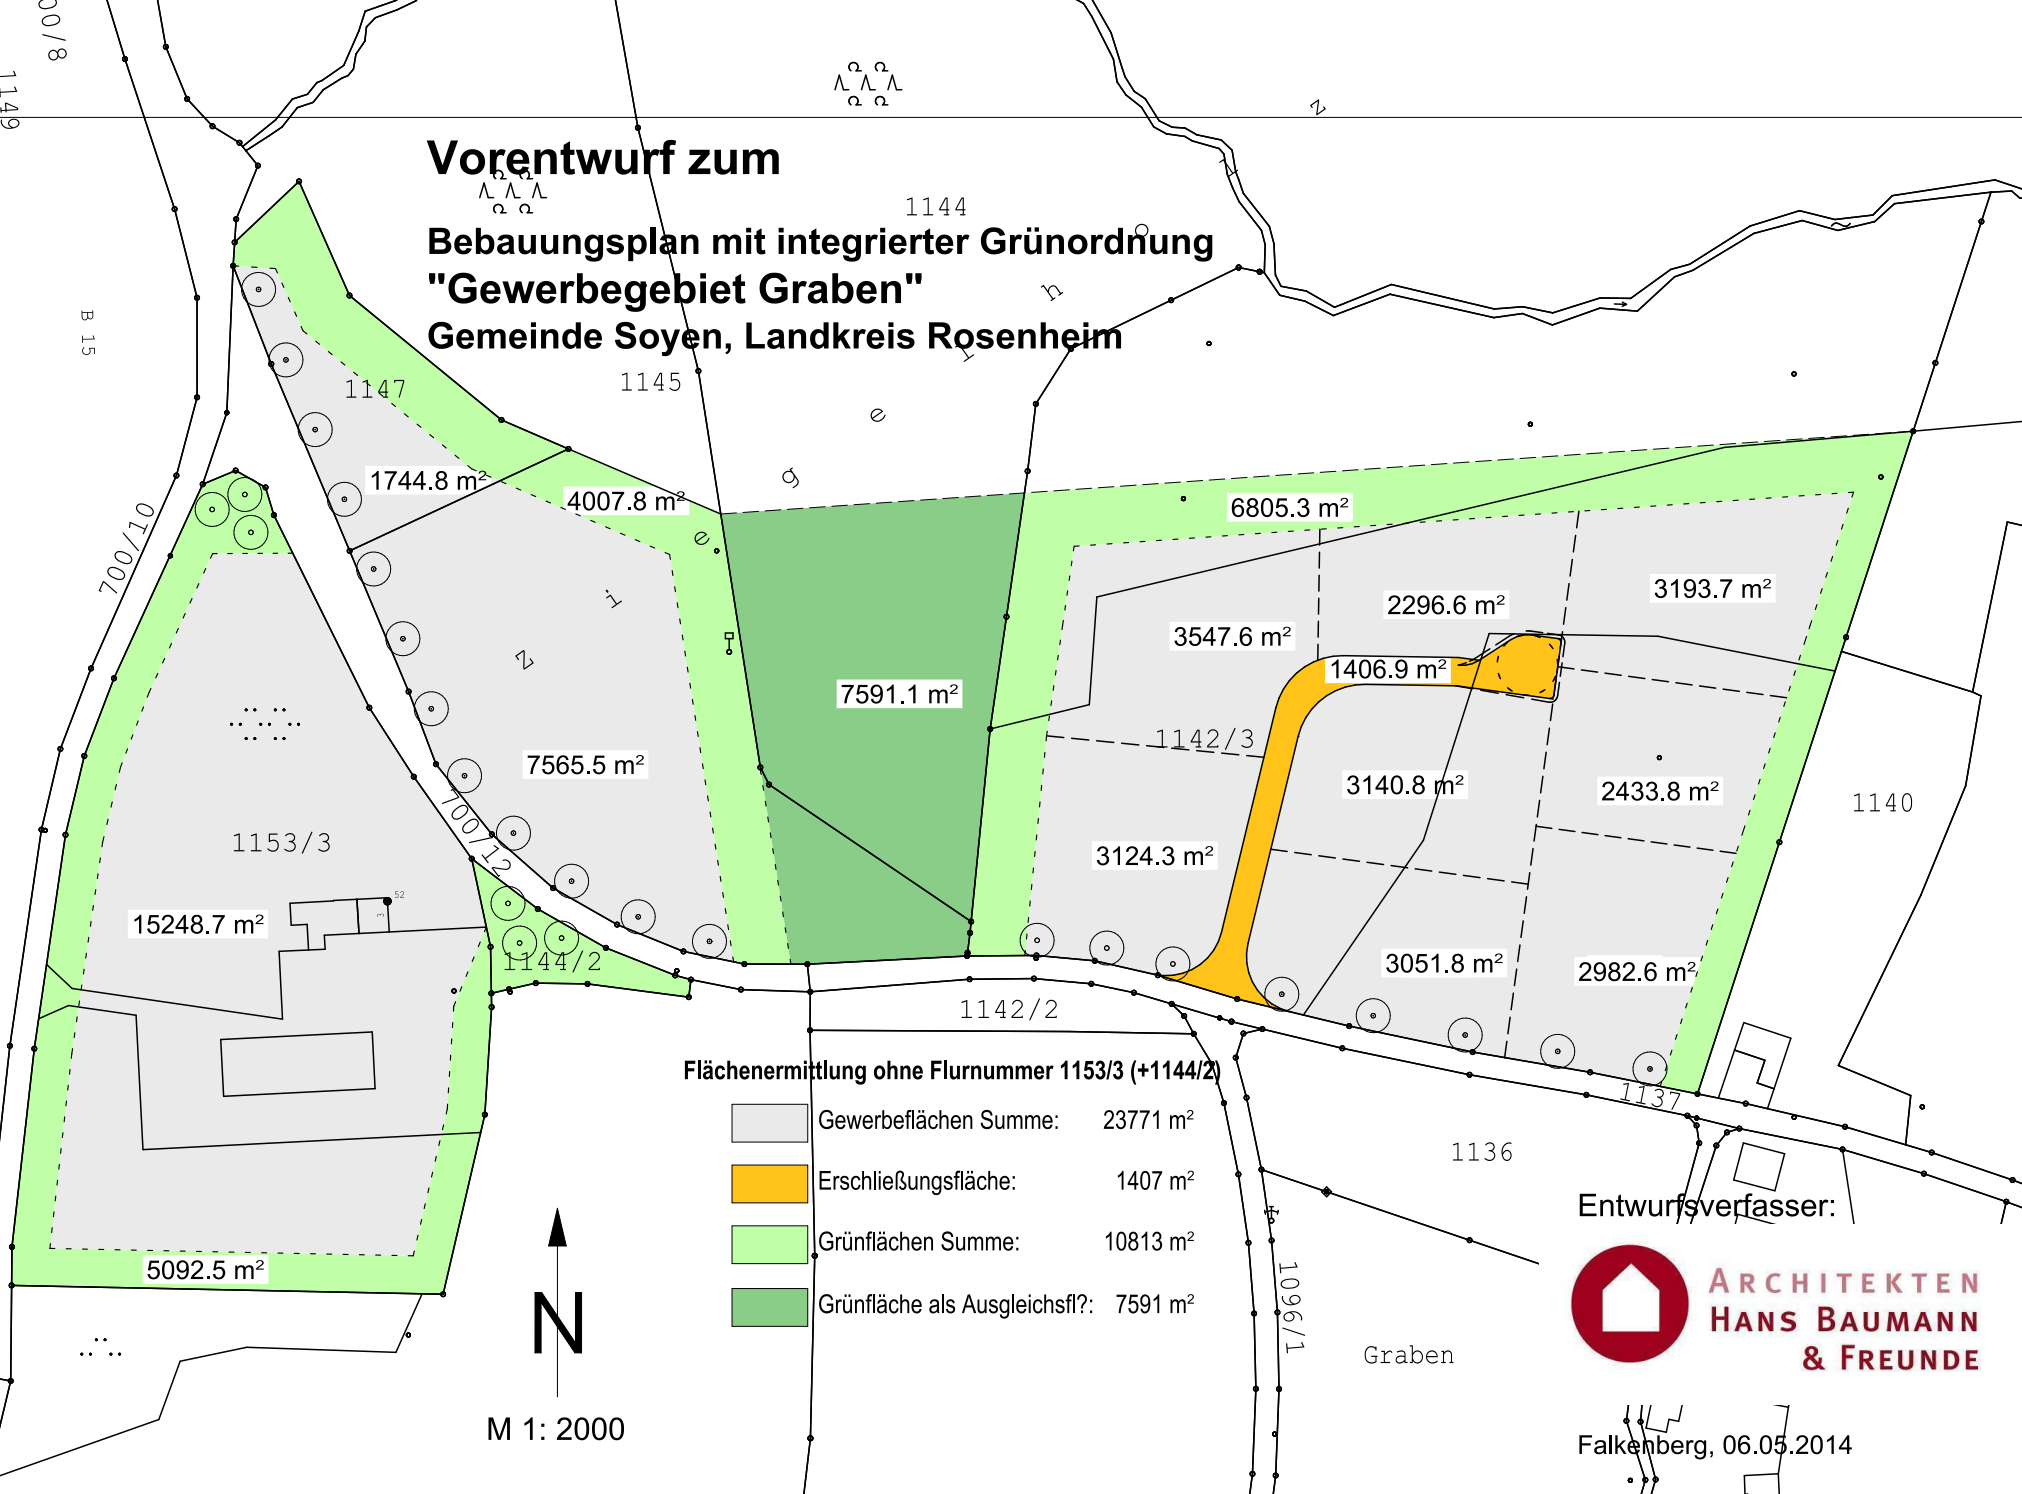 00/8
1149
Vorentwurf zum
1144
Bebauungsplan mit integrierter Grünordnung
"Gewerbegebiet Graben"
Gemeinde Soyen, Landkreis Rosenheim
B 15
1147
1145
z i e g e l h o l z
1744.8 m²
4007.8 m²
6805.3 m²
700/10
3193.7 m²
2296.6 m²
3547.6 m²
1406.9 m²
7591.1 m²
1142/3
7565.5 m²
3140.8 m²
2433.8 m²
1140
700/12
1153/3
3124.3 m²
52
3
15248.7 m²
1144/2
3051.8 m²
2982.6 m²
1142/2
Flächenermittlung ohne Flurnummer 1153/3 (+1144/2)
1137
Gewerbeflächen Summe: 23771 m²
1136
Erschließungsfläche: 1407 m²
Entwurfsverfasser:
Grünflächen Summe: 10813 m²
5092.5 m²
Grünfläche als Ausgleichsfl?: 7591 m²
1096/1
ARCHITEKTEN
HANS BAUMANN
& FREUNDE
N
Graben
M 1: 2000
Falkenberg, 06.05.2014